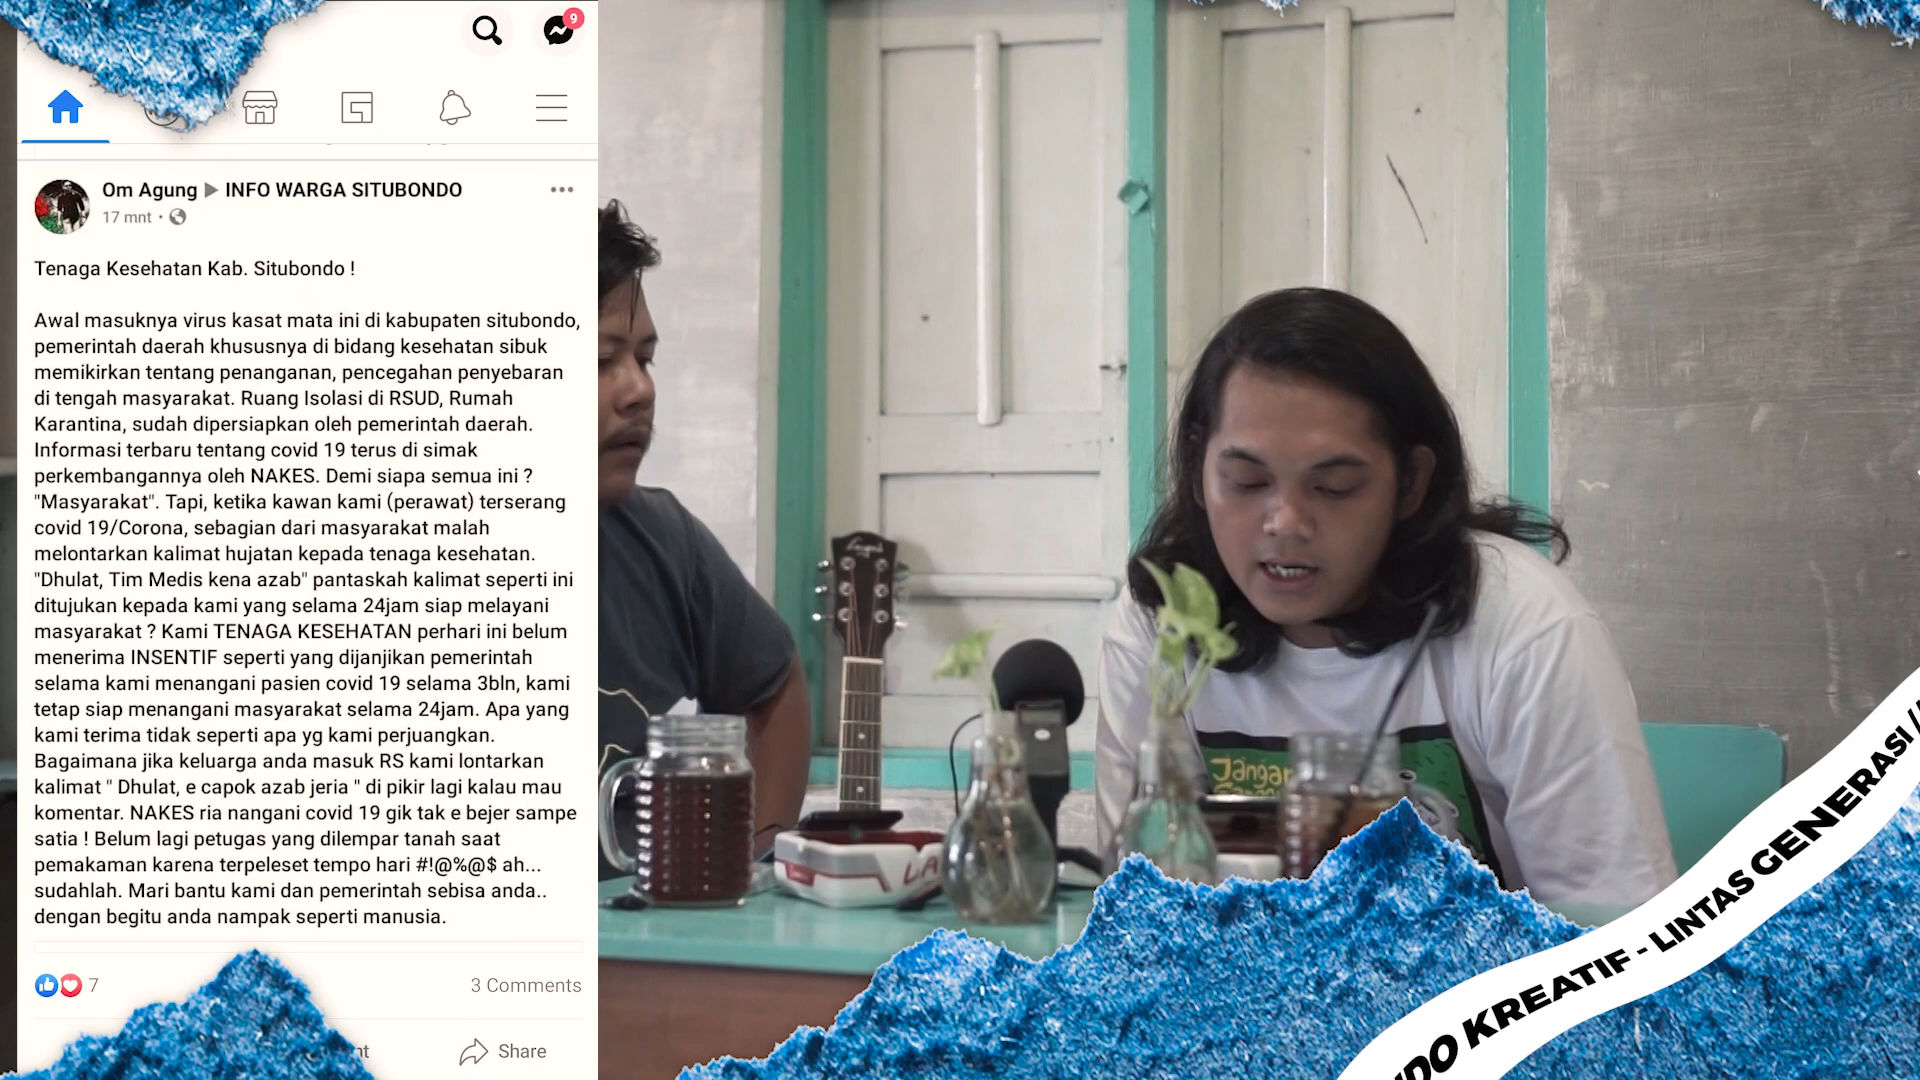 9
Om Agung ▶ INFO WARGA SITUBONDO
17 mnt ·
Tenaga Kesehatan Kab. Situbondo !
Awal masuknya virus kasat mata ini di kabupaten situbondo,
pemerintah daerah khususnya di bidang kesehatan sibuk
memikirkan tentang penanganan, pencegahan penyebaran
di tengah masyarakat. Ruang Isolasi di RSUD, Rumah
Karantina, sudah dipersiapkan oleh pemerintah daerah.
Informasi terbaru tentang covid 19 terus di simak
perkembangannya oleh NAKES. Demi siapa semua ini ?
"Masyarakat". Tapi, ketika kawan kami (perawat) terserang
covid 19/Corona, sebagian dari masyarakat malah
melontarkan kalimat hujatan kepada tenaga kesehatan.
"Dhulat, Tim Medis kena azab" pantaskah kalimat seperti ini
ditujukan kepada kami yang selama 24jam siap melayani
masyarakat ? Kami TENAGA KESEHATAN perhari ini belum
menerima INSENTIF seperti yang dijanjikan pemerintah
selama kami menangani pasien covid 19 selama 3bln, kami
tetap siap menangani masyarakat selama 24jam. Apa yang
kami terima tidak seperti apa yg kami perjuangkan.
Bagaimana jika keluarga anda masuk RS kami lontarkan
kalimat " Dhulat, e capok azab jeria " di pikir lagi kalau mau
komentar. NAKES ria nangani covid 19 gik tak e bejer sampe
satia ! Belum lagi petugas yang dilempar tanah saat
pemakaman karena terpeleset tempo hari #!@%@$ ah...
sudahlah. Mari bantu kami dan pemerintah sebisa anda..
dengan begitu anda nampak seperti manusia.
7
3 Comments
nt
Share
Jangan
LA
NDO KREATIF - LINTAS GENERASI //